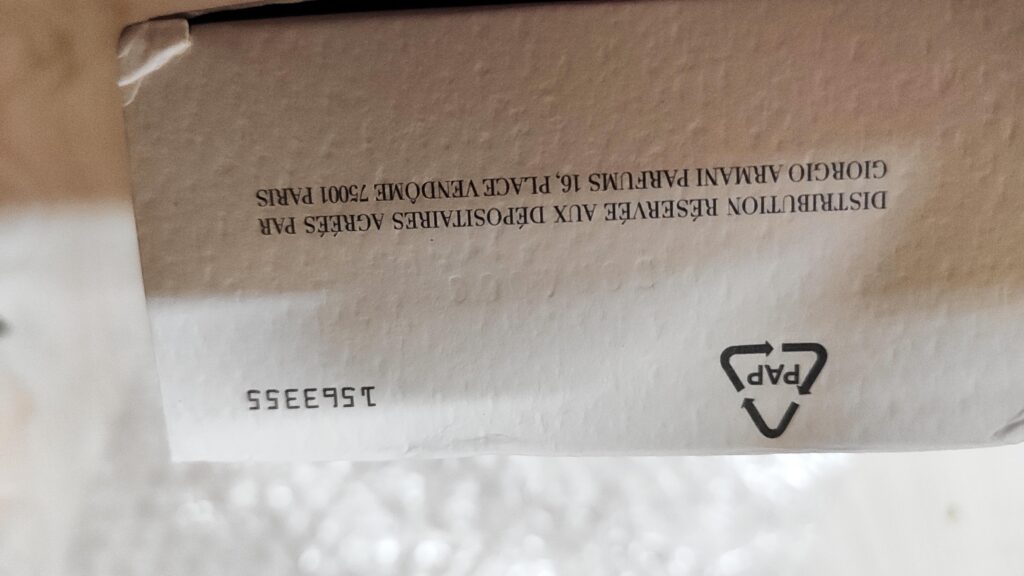 PAP
1563355
DISTRIBUTION RÉSERVÉE AUX DÉPOSITAIRES AGRÉÉS PAR
GIORGIO ARMANI PARFUMS 16, PLACE VENDÔME 75001 PARIS